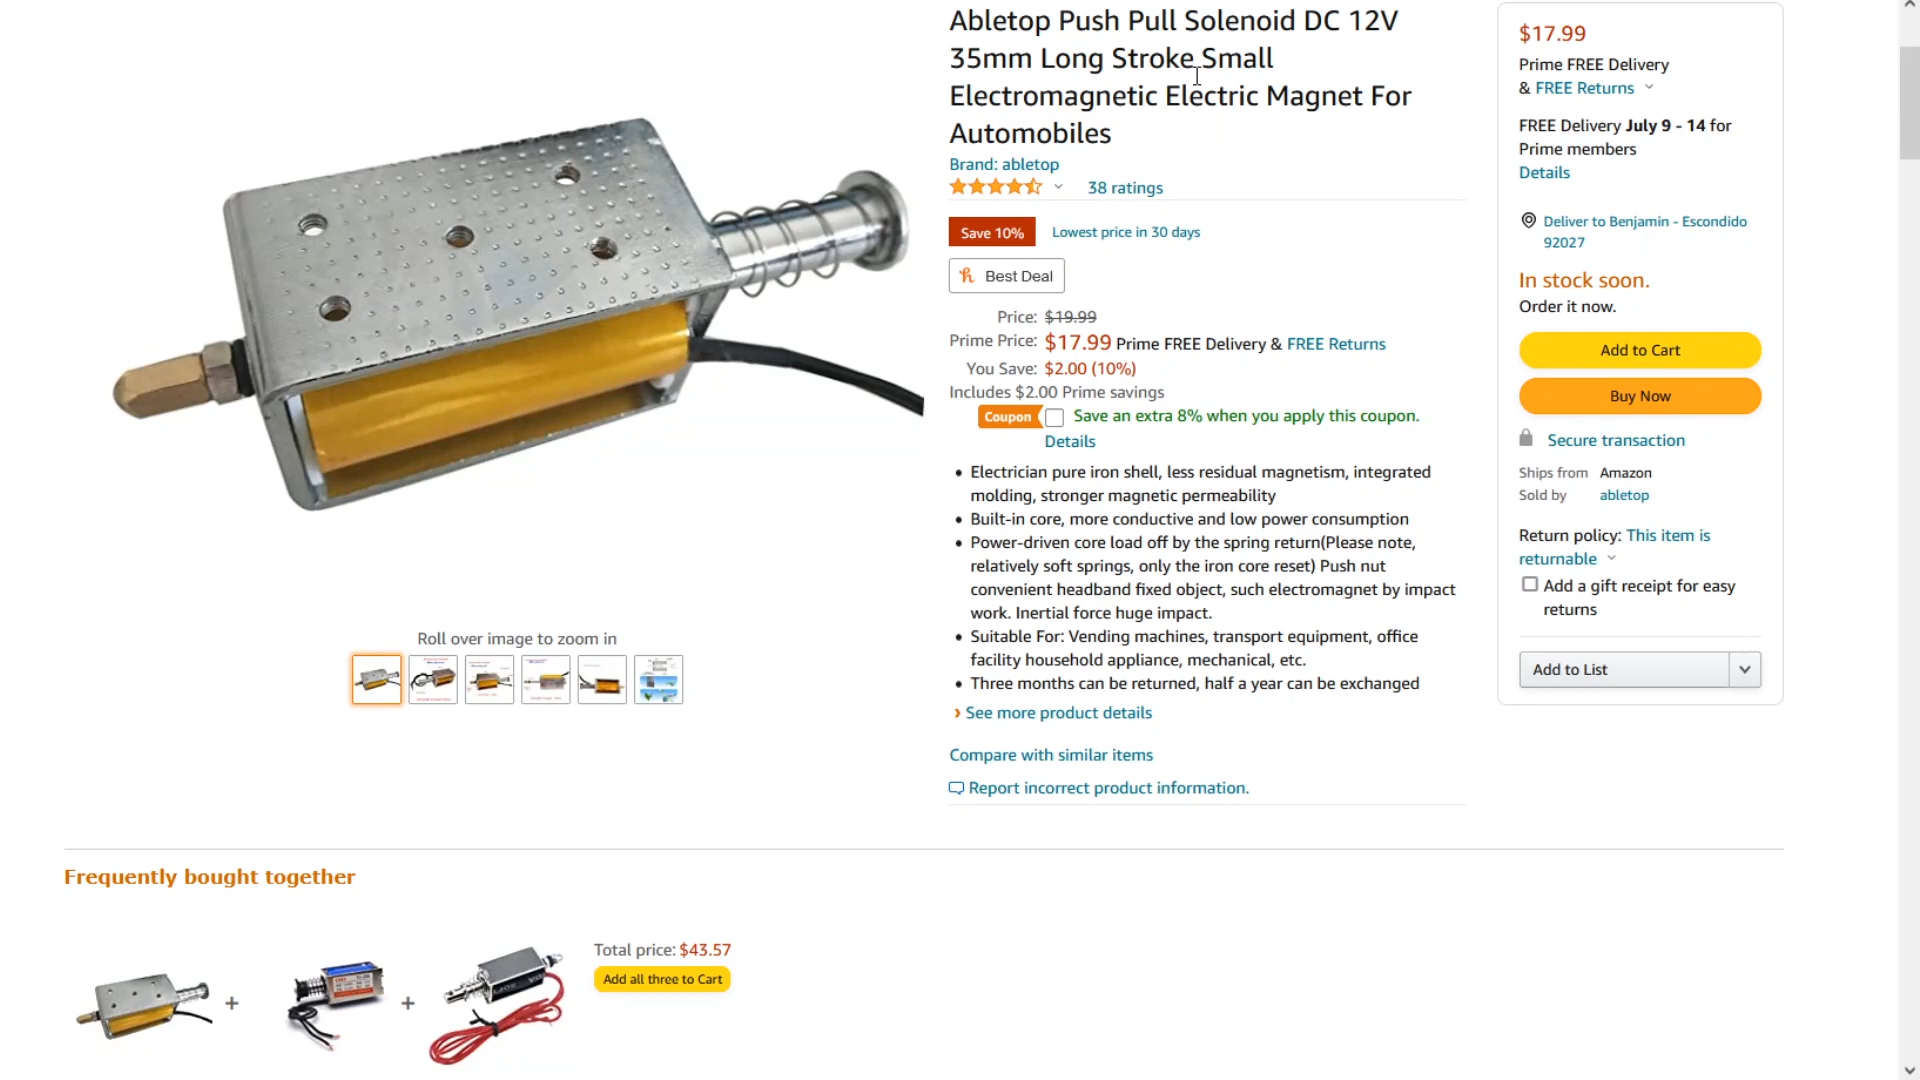 Abletop Push Pull Solenoid DC 12V
35mm Long Stroke Small
Electromagnetic Electric Magnet For
Automobiles
Brand: abletop
38 ratings
Save 10%
Lowest price in 30 days
Best Deal
Price: $19.99
Prime Price: $17.99 Prime FREE Delivery & FREE Returns
You Save: $2.00 (10%)
Includes $2.00 Prime savings
Coupon Save an extra 8% when you apply this coupon.
Details
Electrician pure iron shell, less residual magnetism, integrated
molding, stronger magnetic permeability
Built-in core, more conductive and low power consumption
Power-driven core load off by the spring return(Please note,
relatively soft springs, only the iron core reset) Push nut
convenient headband fixed object, such electromagnet by impact
work. Inertial force huge impact.
Suitable For: Vending machines, transport equipment, office
facility household appliance, mechanical, etc.
Three months can be returned, half a year can be exchanged
› See more product details
Compare with similar items
Report incorrect product information.
$17.99
Prime FREE Delivery
& FREE Returns
FREE Delivery July 9 - 14 for
Prime members
Details
Deliver to Benjamin - Escondido
92027
In stock soon.
Order it now.
Add to Cart
Buy Now
Secure transaction
Ships from Amazon
Sold by abletop
Return policy: This item is
returnable
Add a gift receipt for easy
returns
Add to List
Roll over image to zoom in
Frequently bought together
+
+
Total price: $43.57
Add all three to Cart